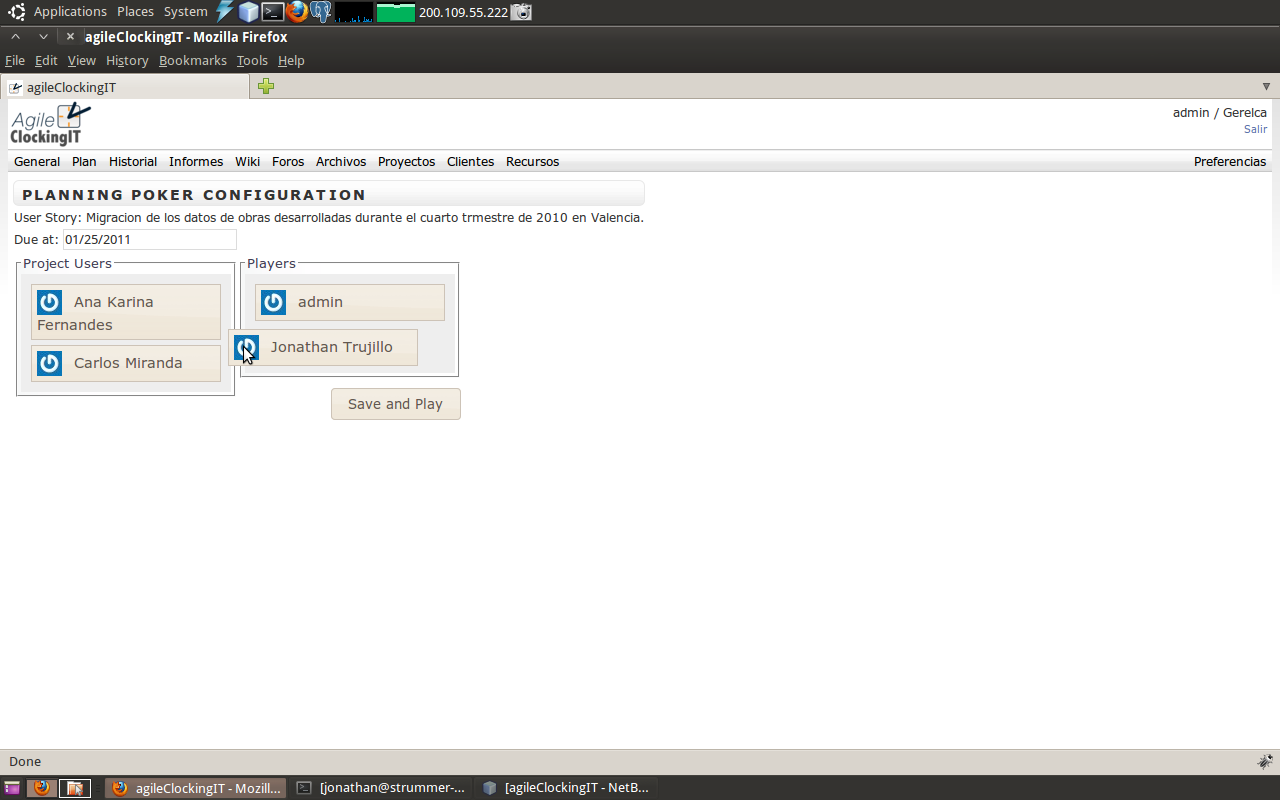 Applications Places System 200.109.55.222
agileClockingIT - Mozilla Firefox
File Edit View History Bookmarks Tools Help
agileClockingIT
Agile
ClockingIT
admin / Gerelca
Salir
General Plan Historial Informes Wiki Foros Archivos Proyectos Clientes Recursos Preferencias
PLANNING POKER CONFIGURATION
User Story: Migracion de los datos de obras desarrolladas durante el cuarto trmestre de 2010 en Valencia.
Due at: 01/25/2011
Project Users
Ana Karina
Fernandes
Carlos Miranda
Players
admin
Jonathan Trujillo
Save and Play
Done
agileClockingIT - Mozill... [jonathan@strummer-... [agileClockingIT - NetB...